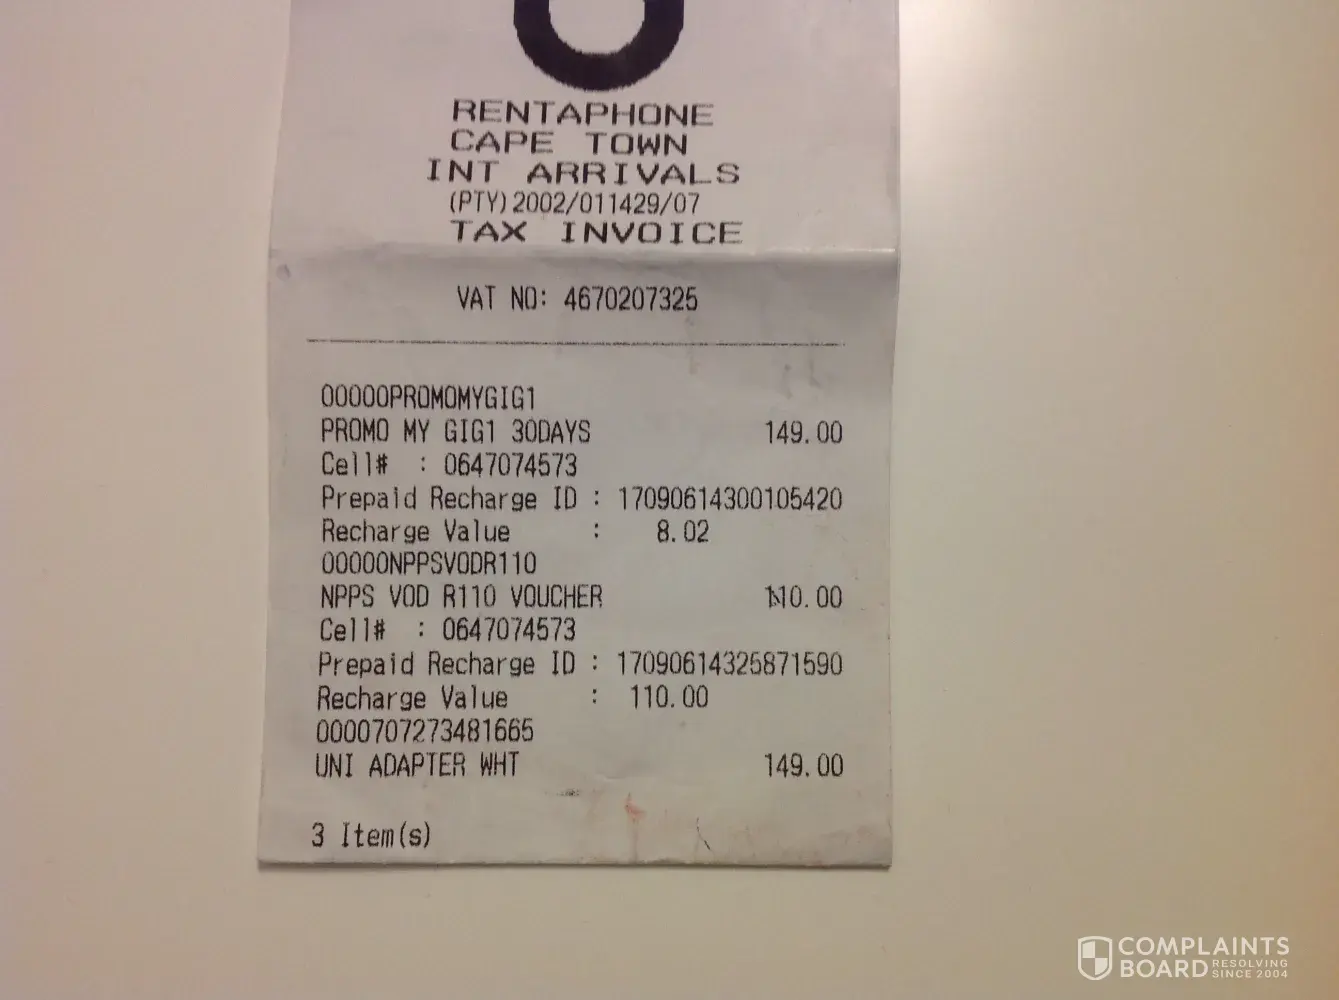 RENTAPHONE
CAPE TOWN
INT ARRIVALS
(PTY)2002/011429/07
TAX INVOICE
VAT NO: 4670207325
00000PROMOMYGIG1
PROMO MY GIG1 30DAYS 149.00
Cell# : 0647074573
Prepaid Recharge ID : 17090614300105420
Recharge Value : 8.02
00000NPPSVODR110
NPPS VOD R110 VOUCHER 110.00
Cell# : 0647074573
Prepaid Recharge ID : 17090614325871590
Recharge Value : 110.00
0000707273481665
UNI ADAPTER WHT 149.00
3 Item(s)
COMPLAINTS
BOARD RESOLVING
SINCE 2004